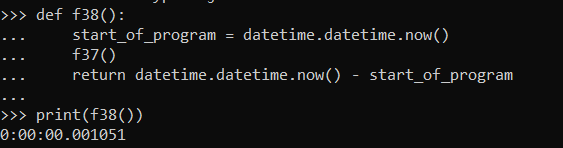 >>> def f38():
...     start_of_program = datetime.datetime.now()
...     f37()
...     return datetime.datetime.now() - start_of_program
...
>>> print(f38())
0:00:00.001051